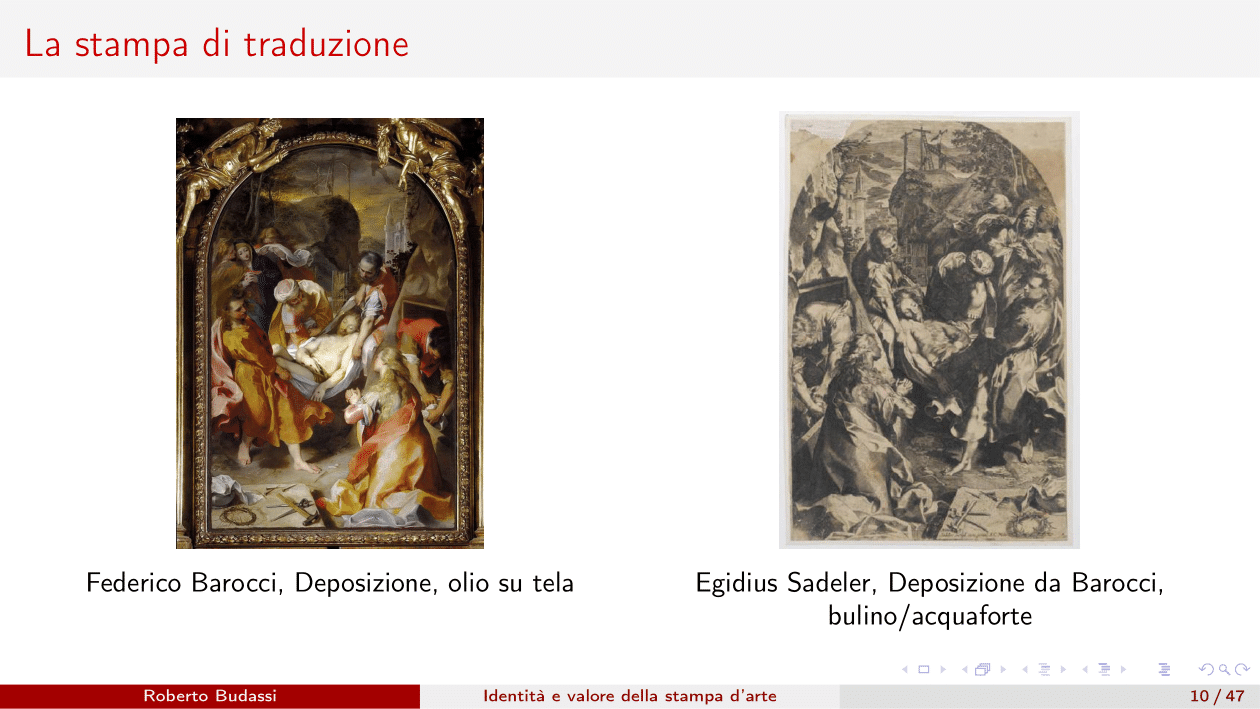 La stampa di traduzione
Federico Barocci, Deposizione, olio su tela
Egidius Sadeler, Deposizione da Barocci,
bulino/acquaforte
Roberto Budassi
Identità e valore della stampa d'arte
10 / 47